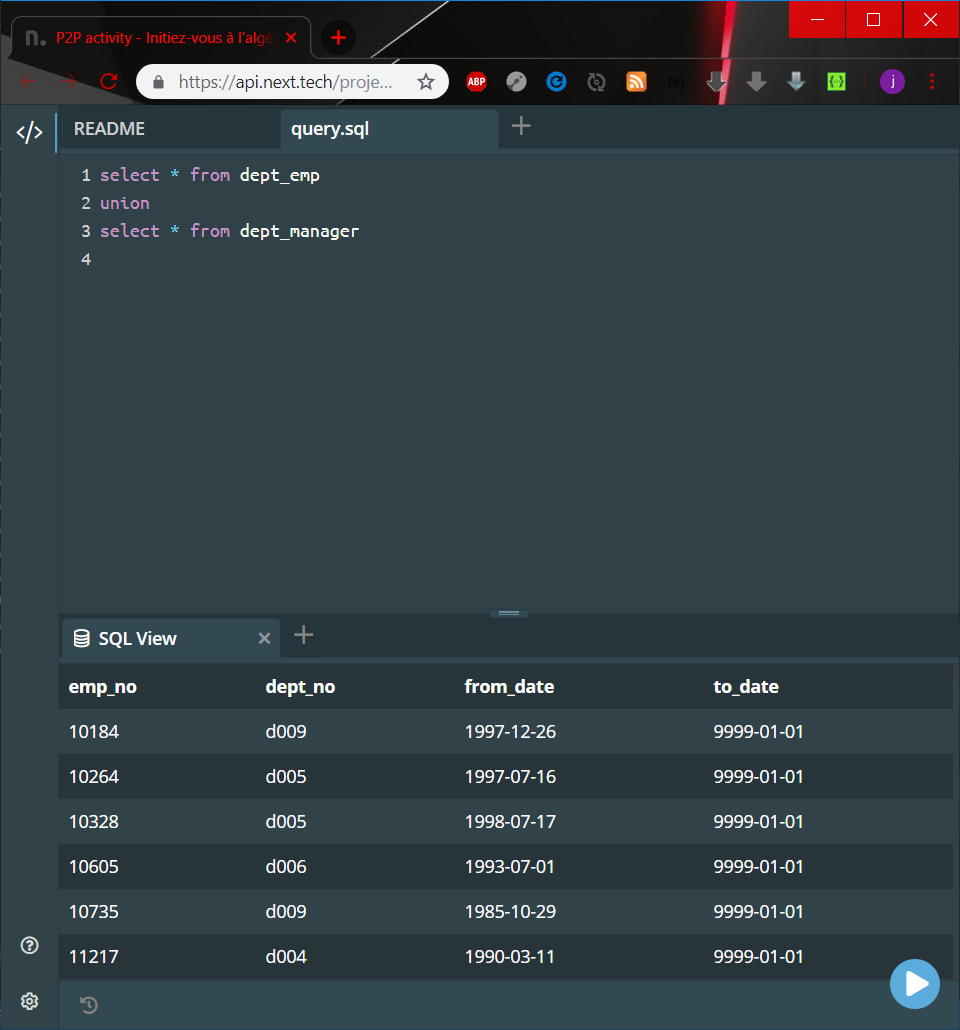 n. P2P activity - Initiez-vous à l'algè
https://api.next.tech/proje...
ABP
j
</> README query.sql
1 select * from dept_emp
2 union
3 select * from dept_manager
4
SQL View
emp_no dept_no from_date to_date
10184 d009 1997-12-26 9999-01-01
10264 d005 1997-07-16 9999-01-01
10328 d005 1998-07-17 9999-01-01
10605 d006 1993-07-01 9999-01-01
10735 d009 1985-10-29 9999-01-01
11217 d004 1990-03-11 9999-01-01